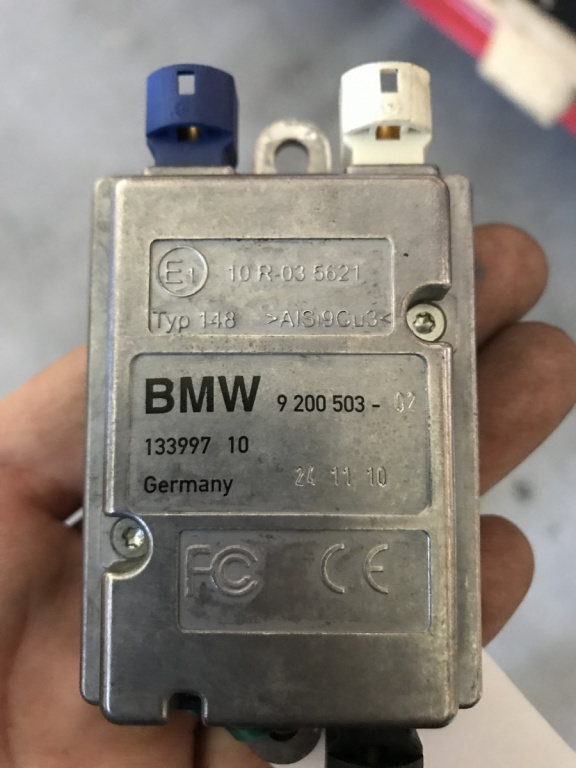 E1 10 R-03 5621
Typ 148 >AlSi9Cu3<
BMW 9 200 503 - 02
133997 10
Germany 24 11 10
FC CE